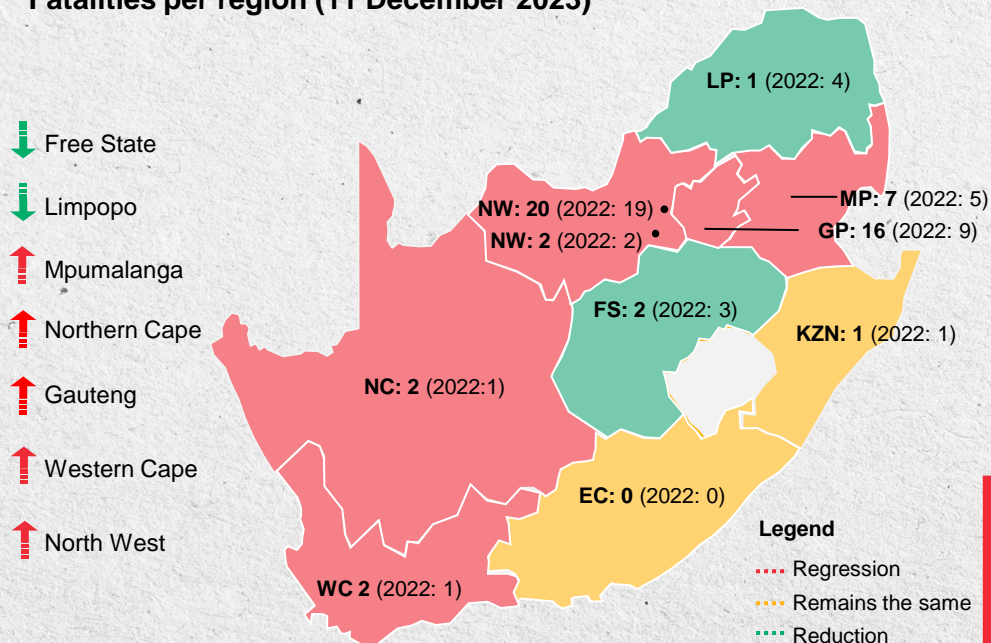 Fatalities per region (11 December 2023)
LP: 1 (2022: 4)
Free State
Limpopo
Mpumalanga
Northern Cape
Gauteng
Western Cape
North West
NW: 20 (2022: 19)
NW: 2 (2022: 2)
MP: 7 (2022: 5)
GP: 16 (2022: 9)
FS: 2 (2022: 3)
KZN: 1 (2022: 1)
NC: 2 (2022:1)
EC: 0 (2022: 0)
WC 2 (2022: 1)
Legend
Regression
Remains the same
Reduction